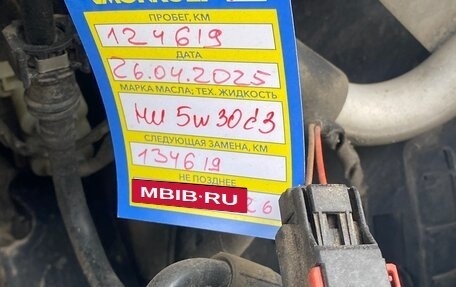 ПРОБЕГ, КМ
124619
ДАТА
26.04.2025
МАРКА МАСЛА; ТЕХ. ЖИДКОСТЬ
5w30c3
СЛЕДУЮЩАЯ ЗАМЕНА, КМ
134619
НЕ ПОЗДНЕЕ
MBIB.RU
26